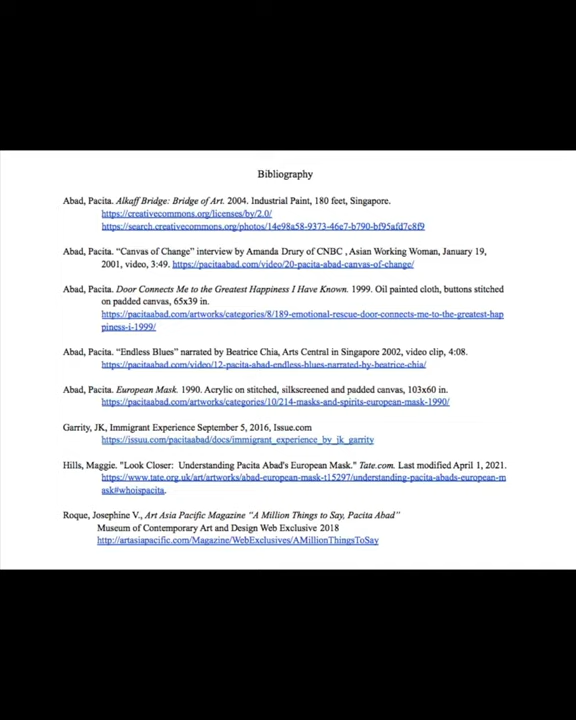 Bibliography
Abad, Pacita. Alkaff Bridge: Bridge of Art. 2004. Industrial Paint, 180 feet, Singapore.
https://creativecommons.org/licenses/by/2.0/
https://search.creativecommons.org/photos/14e98a58-9373-46e7-b790-bf95afd7c8f9
Abad, Pacita. “Canvas of Change” interview by Amanda Drury of CNBC , Asian Working Woman, January 19,
2001, video, 3:49. https://pacitaabad.com/video/20-pacita-abad-canvas-of-change/
Abad, Pacita. Door Connects Me to the Greatest Happiness I Have Known. 1999. Oil painted cloth, buttons stitched
on padded canvas, 65x39 in.
https://pacitaabad.com/artworks/categories/8/189-emotional-rescue-door-connects-me-to-the-greatest-hap
piness-i-1999/
Abad, Pacita. “Endless Blues” narrated by Beatrice Chia, Arts Central in Singapore 2002, video clip, 4:08.
https://pacitaabad.com/video/12-pacita-abad-endless-blues-narrated-by-beatrice-chia/
Abad, Pacita. European Mask. 1990. Acrylic on stitched, silkscreened and padded canvas, 103x60 in.
https://pacitaabad.com/artworks/categories/10/214-masks-and-spirits-european-mask-1990/
Garrity, JK, Immigrant Experience September 5, 2016, Issue.com
https://issuu.com/pacitaabad/docs/immigrant_experience_by_jk_garrity
Hills, Maggie. "Look Closer:  Understanding Pacita Abad's European Mask." Tate.com. Last modified April 1, 2021.
https://www.tate.org.uk/art/artworks/abad-european-mask-t15297/understanding-pacita-abads-european-m
ask#whoispacita.
Roque, Josephine V., Art Asia Pacific Magazine “A Million Things to Say, Pacita Abad”
Museum of Contemporary Art and Design Web Exclusive 2018
http://artasiapacific.com/Magazine/WebExclusives/AMillionThingsToSay